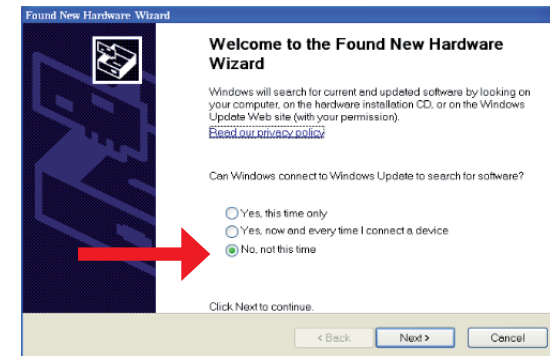 Found New Hardware Wizard
Welcome to the Found New Hardware
Wizard
Windows will search for current and updated software by looking on
your computer, on the hardware installation CD, or on the Windows
Update Web site (with your permission).
Read our privacy policy
Can Windows connect to Windows Update to search for software?
Yes, this time only
Yes, now and every time I connect a device
No, not this time
Click Next to continue.
< Back
Next >
Cancel